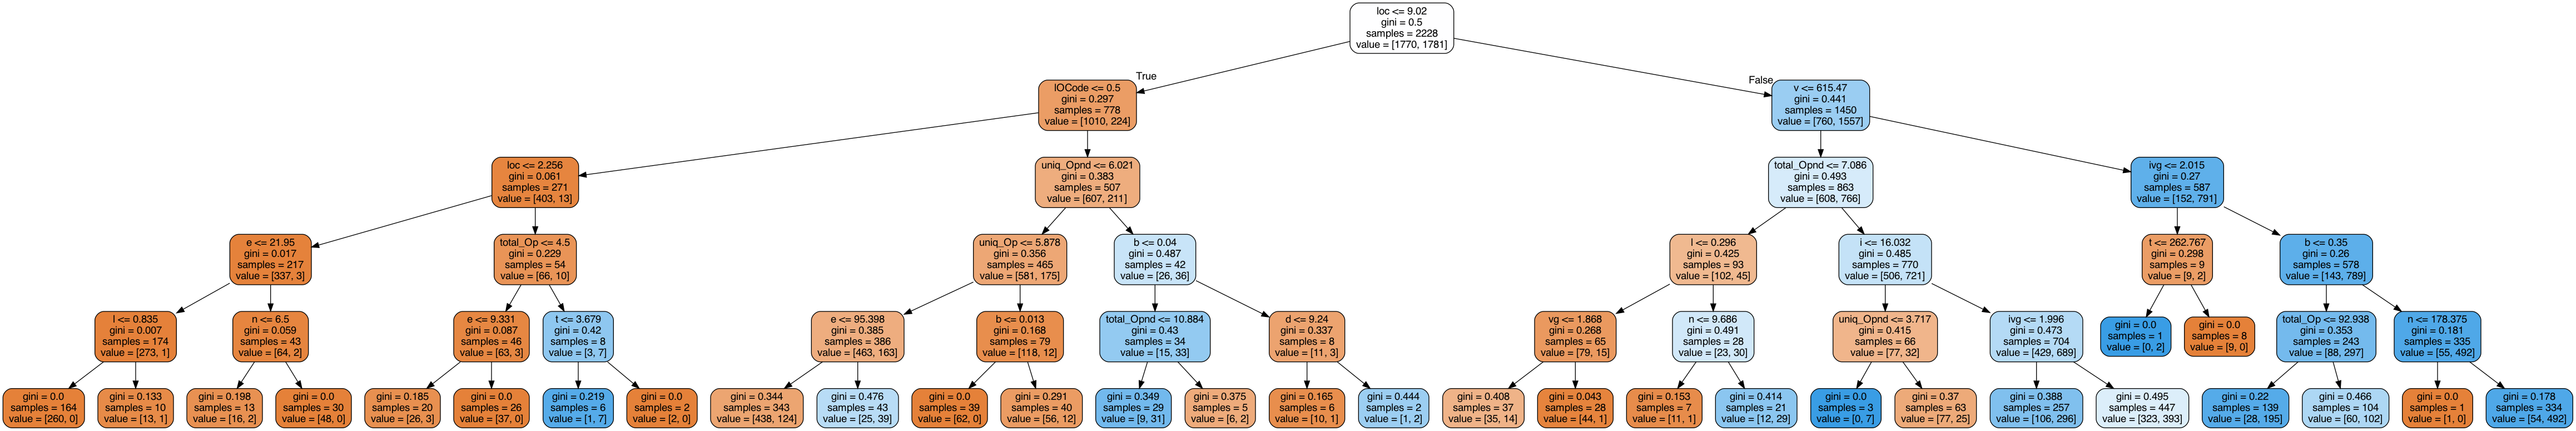 loc <= 9.02
gini = 0.5
samples = 2228
value = [1770, 1781]
True
False
lOCode <= 0.5
gini = 0.297
samples = 778
value = [1010, 224]
v <= 615.47
gini = 0.441
samples = 1450
value = [760, 1557]
loc <= 2.256
gini = 0.061
samples = 271
value = [403, 13]
uniq_Opnd <= 6.021
gini = 0.383
samples = 507
value = [607, 211]
total_Opnd <= 7.086
gini = 0.493
samples = 863
value = [608, 766]
ivg <= 2.015
gini = 0.27
samples = 587
value = [152, 791]
e <= 21.95
gini = 0.017
samples = 217
value = [337, 3]
total_Op <= 4.5
gini = 0.229
samples = 54
value = [66, 10]
uniq_Op <= 5.878
gini = 0.356
samples = 465
value = [581, 175]
b <= 0.04
gini = 0.487
samples = 42
value = [26, 36]
l <= 0.296
gini = 0.425
samples = 93
value = [102, 45]
i <= 16.032
gini = 0.485
samples = 770
value = [506, 721]
t <= 262.767
gini = 0.298
samples = 9
value = [9, 2]
b <= 0.35
gini = 0.26
samples = 578
value = [143, 789]
l <= 0.835
gini = 0.007
samples = 174
value = [273, 1]
n <= 6.5
gini = 0.059
samples = 43
value = [64, 2]
e <= 9.331
gini = 0.087
samples = 46
value = [63, 3]
t <= 3.679
gini = 0.42
samples = 8
value = [3, 7]
e <= 95.398
gini = 0.385
samples = 386
value = [463, 163]
b <= 0.013
gini = 0.168
samples = 79
value = [118, 12]
total_Opnd <= 10.884
gini = 0.43
samples = 34
value = [15, 33]
d <= 9.24
gini = 0.337
samples = 8
value = [11, 3]
vg <= 1.868
gini = 0.268
samples = 65
value = [79, 15]
n <= 9.686
gini = 0.491
samples = 28
value = [23, 30]
uniq_Opnd <= 3.717
gini = 0.415
samples = 66
value = [77, 32]
ivg <= 1.996
gini = 0.473
samples = 704
value = [429, 689]
gini = 0.0
samples = 1
value = [0, 2]
gini = 0.0
samples = 8
value = [9, 0]
total_Op <= 92.938
gini = 0.353
samples = 243
value = [88, 297]
n <= 178.375
gini = 0.181
samples = 335
value = [55, 492]
gini = 0.0
samples = 164
value = [260, 0]
gini = 0.133
samples = 10
value = [13, 1]
gini = 0.198
samples = 13
value = [16, 2]
gini = 0.0
samples = 30
value = [48, 0]
gini = 0.185
samples = 20
value = [26, 3]
gini = 0.0
samples = 26
value = [37, 0]
gini = 0.219
samples = 6
value = [1, 7]
gini = 0.0
samples = 2
value = [2, 0]
gini = 0.344
samples = 343
value = [438, 124]
gini = 0.476
samples = 43
value = [25, 39]
gini = 0.0
samples = 39
value = [62, 0]
gini = 0.291
samples = 40
value = [56, 12]
gini = 0.349
samples = 29
value = [9, 31]
gini = 0.375
samples = 5
value = [6, 2]
gini = 0.165
samples = 6
value = [10, 1]
gini = 0.444
samples = 2
value = [1, 2]
gini = 0.408
samples = 37
value = [35, 14]
gini = 0.043
samples = 28
value = [44, 1]
gini = 0.153
samples = 7
value = [11, 1]
gini = 0.414
samples = 21
value = [12, 29]
gini = 0.0
samples = 3
value = [0, 7]
gini = 0.37
samples = 63
value = [77, 25]
gini = 0.388
samples = 257
value = [106, 296]
gini = 0.495
samples = 447
value = [323, 393]
gini = 0.22
samples = 139
value = [28, 195]
gini = 0.466
samples = 104
value = [60, 102]
gini = 0.0
samples = 1
value = [1, 0]
gini = 0.178
samples = 334
value = [54, 492]